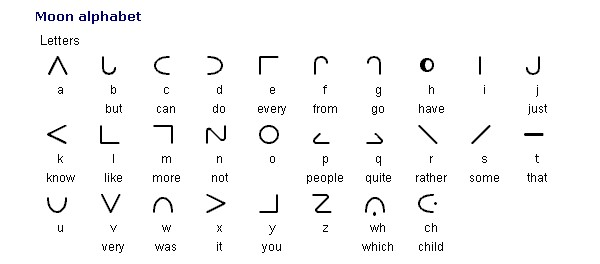 Moon alphabet
Letters
a b c d e f g h i j
but can do every from go have just
k l m n o p q r s t
know like more not people quite rather some that
u v w x y z wh ch
very was it you which child